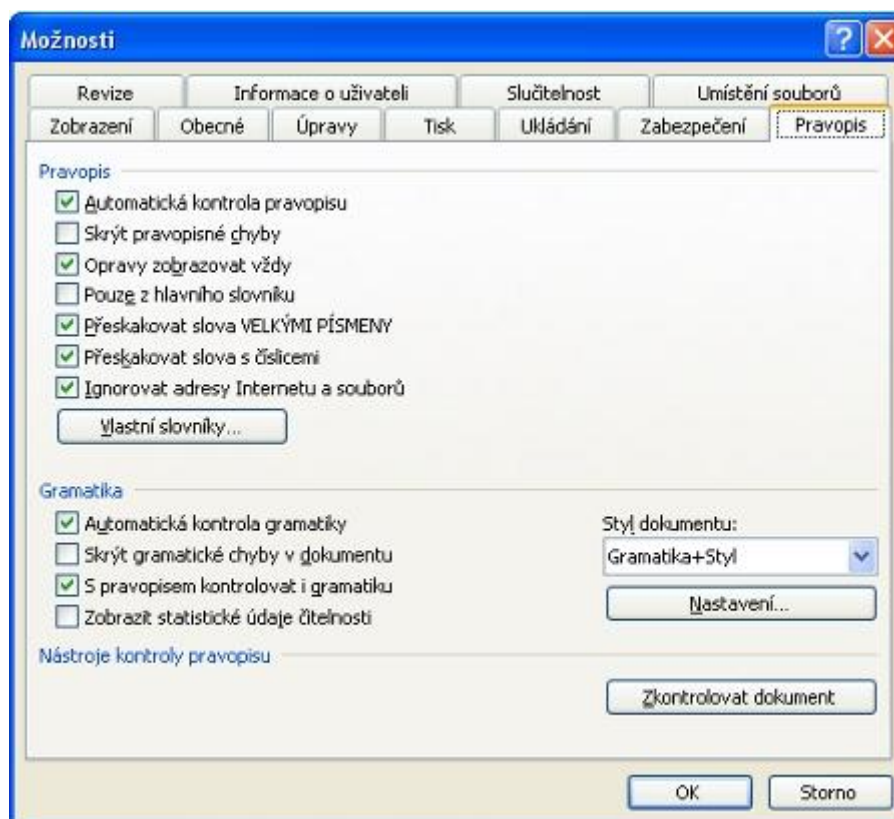 Možnosti
Revize Informace o uživateli Slučitelnost Umístění souborů
Zobrazení Obecné Úpravy Tisk Ukládání Zabezpečení Pravopis
Pravopis
Automatická kontrola pravopisu
Skrýt pravopisné chyby
Opravy zobrazovat vždy
Pouze z hlavního slovníku
Přeskakovat slova VELKÝMI PÍSMENY
Přeskakovat slova s číslicemi
Ignorovat adresy Internetu a souborů
Vlastní slovníky...
Gramatika
Automatická kontrola gramatiky Styl dokumentu:
Skrýt gramatické chyby v dokumentu Gramatika+Styl
S pravopisem kontrolovat i gramatiku Nastavení...
Zobrazit statistické údaje čitelnosti
Nástroje kontroly pravopisu
Zkontrolovat dokument
OK Storno